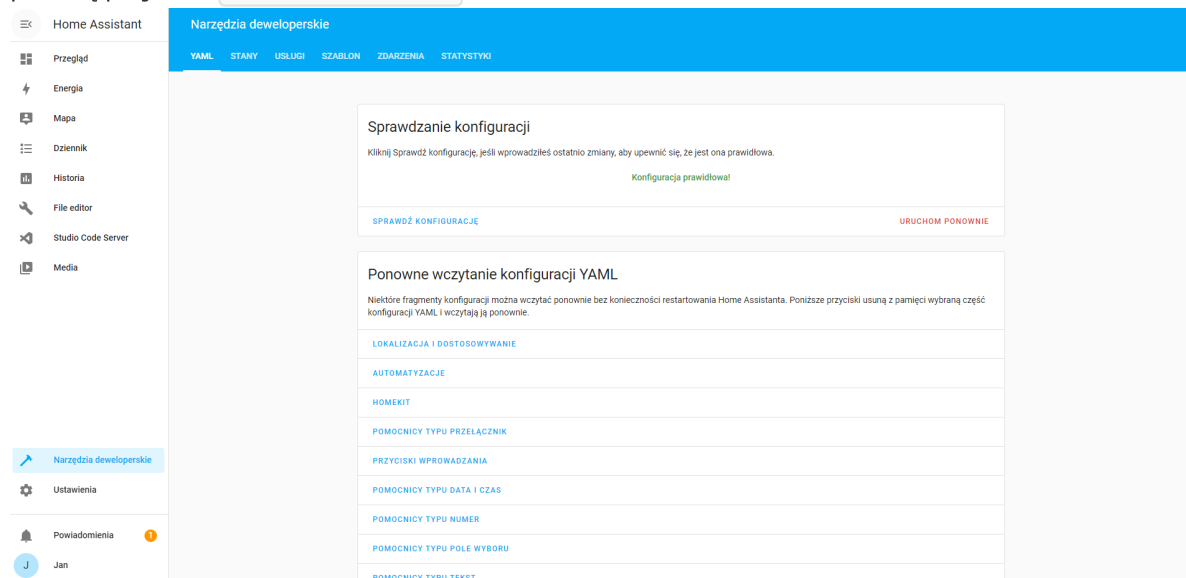 Home Assistant
Narzędzia deweloperskie
YAML STANY USŁUGI SZABLON ZDARZENIA STATYSTYKI
Przegląd
Energia
Mapa
Dziennik
Historia
File editor
Studio Code Server
Media
Narzędzia deweloperskie
Ustawienia
Powiadomienia 1
J Jan
Sprawdzanie konfiguracji
Kliknij Sprawdź konfigurację, jeśli wprowadziłeś ostatnio zmiany, aby upewnić się, że jest ona prawidłowa.
Konfiguracja prawidłowa!
SPRAWDŹ KONFIGURACJĘ URUCHOM PONOWNIE
Ponowne wczytanie konfiguracji YAML
Niektóre fragmenty konfiguracji można wczytać ponownie bez konieczności restartowania Home Assistanta. Poniższe przyciski usuną z pamięci wybraną część
konfiguracji YAML i wczytają ją ponownie.
LOKALIZACJA I DOSTOSOWYWANIE
AUTOMATYZACJE
HOMEKIT
POMOCNICY TYPU PRZEŁĄCZNIK
PRZYCISKI WPROWADZANIA
POMOCNICY TYPU DATA I CZAS
POMOCNICY TYPU NUMER
POMOCNICY TYPU POLE WYBORU
POMOCNICY TYPU TEKST